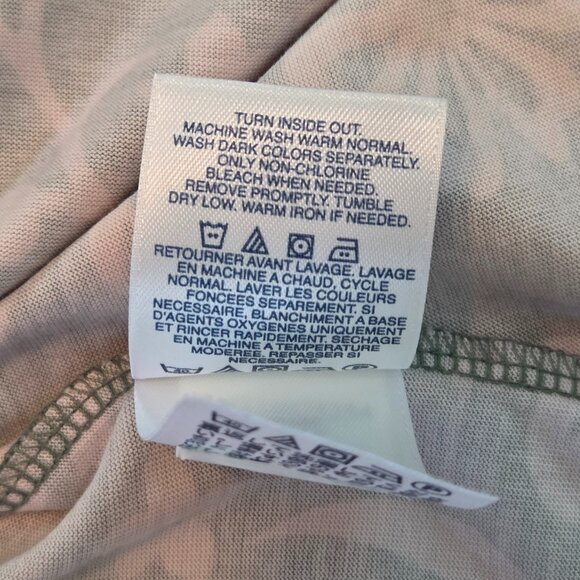 TURN INSIDE OUT.
MACHINE WASH WARM NORMAL.
WASH DARK COLORS SEPARATELY.
ONLY NON-CHLORINE
BLEACH WHEN NEEDED.
REMOVE PROMPTLY. TUMBLE
DRY LOW. WARM IRON IF NEEDED.
RETOURNER AVANT LAVAGE. LAVAGE
EN MACHINE A CHAUD, CYCLE
NORMAL. LAVER LES COULEURS
FONCÉES SEPAREMENT. SI
NECESSAIRE, BLANCHIMENT A BASE
D'AGENTS OXYGENES UNIQUEMENT
ET RINCER RAPIDEMENT. SECHAGE
EN MACHINE A TEMPERATURE
MODEREE. REPASSER SI
NECESSAIRE.